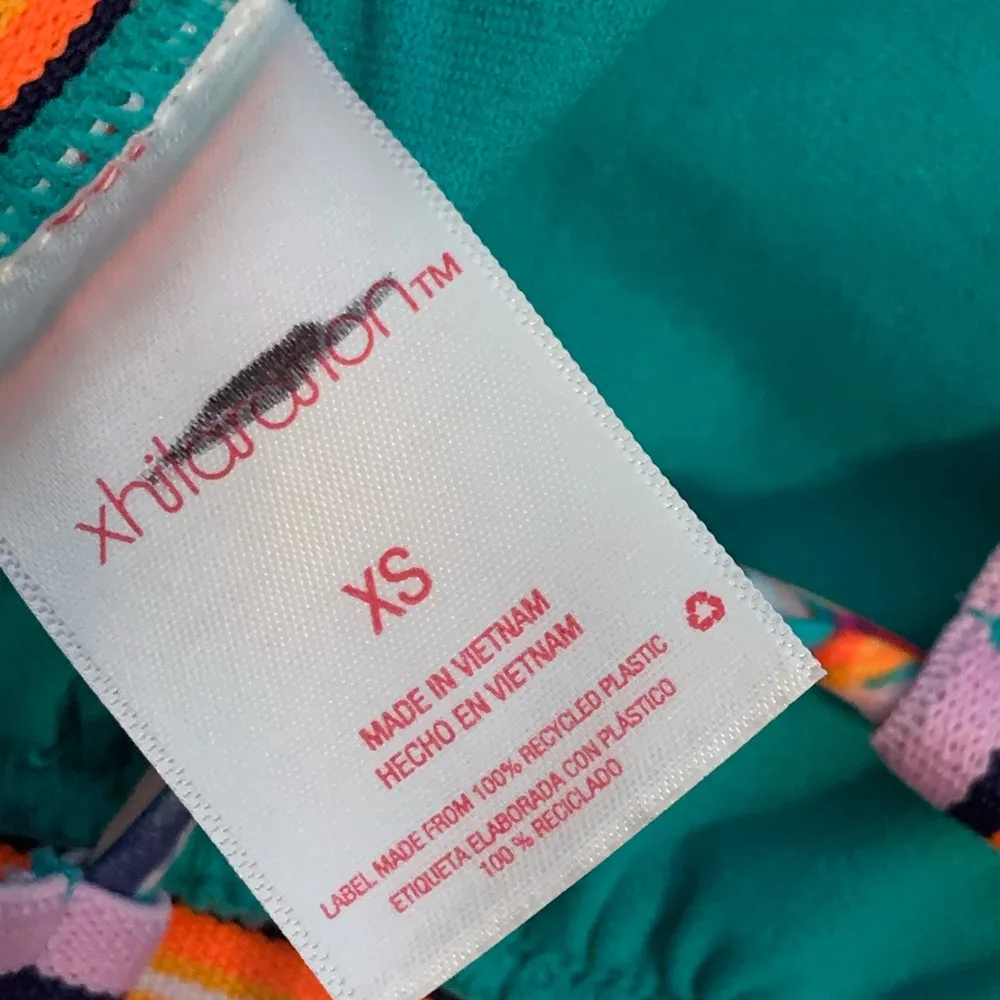 xhilaration™
XS
MADE IN VIETNAM
HECHO EN VIETNAM
LABEL MADE FROM 100% RECYCLED PLASTIC
ETIQUETA ELABORADA CON PLÁSTICO
100 % RECICLADO